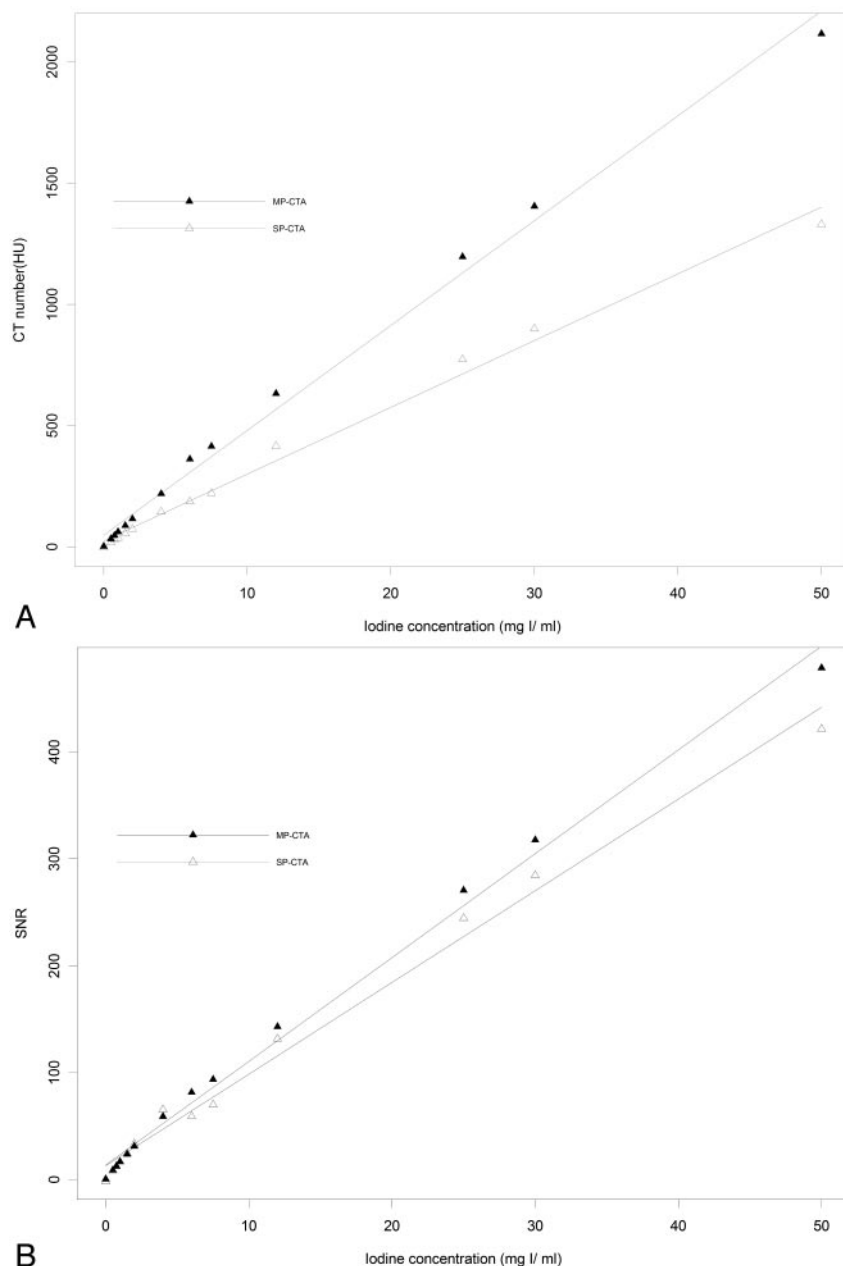 2000
1500
1000
500
0
CT number(HU)
MP-CTA
SP-CTA
0 10 20 30 40 50
A
Iodine concentration (mg I/ ml)
400
300
200
100
0
SNR
MP-CTA
SP-CTA
0 10 20 30 40 50
B
Iodine concentration (mg I/ ml)